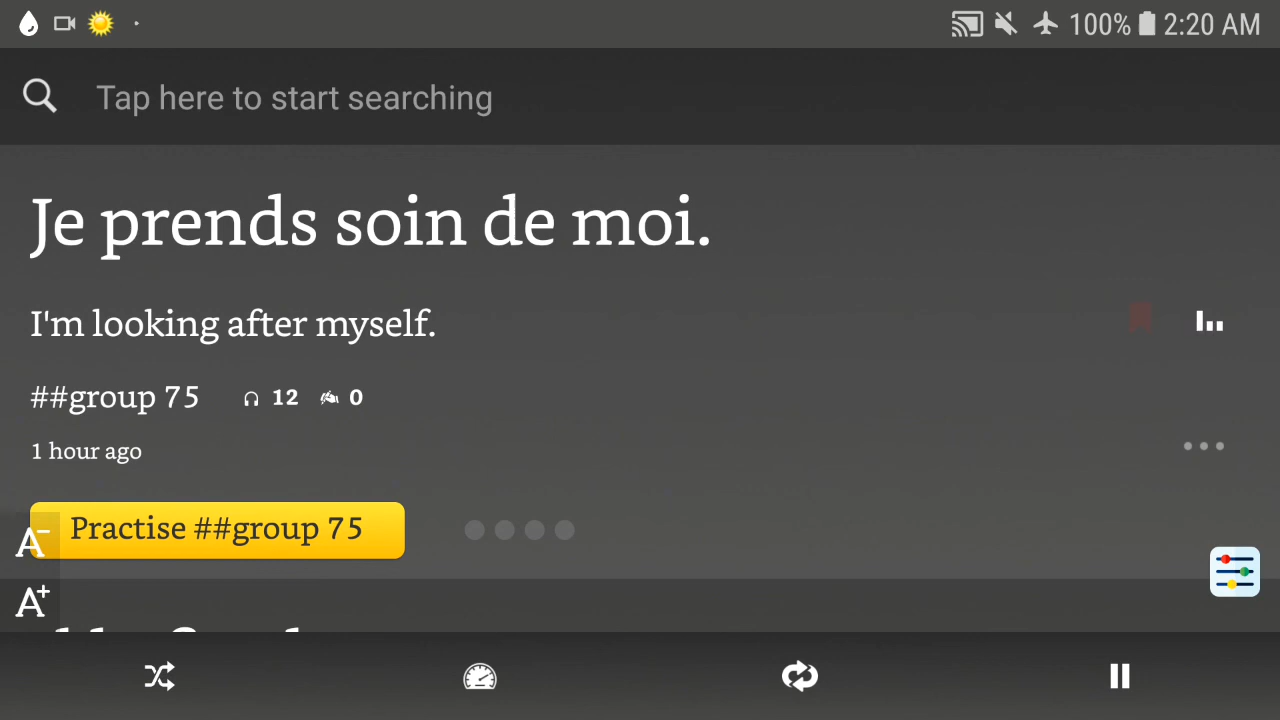 100% 2:20 AM
Tap here to start searching
Je prends soin de moi.
I'm looking after myself.
##group 75 12 0
1 hour ago
Practise ##group 75
A-
A+